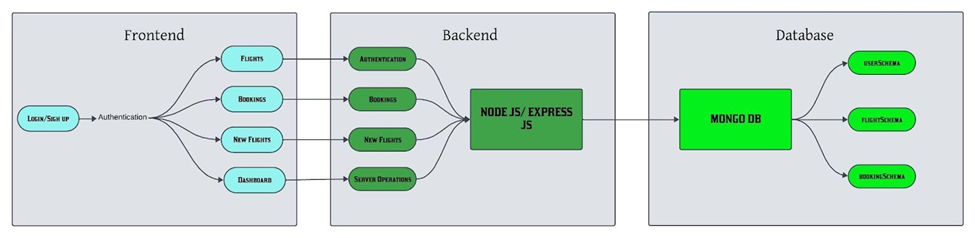 Frontend
Login/Sign up
Authentication
Flights
Bookings
New Flights
Dashboard
Backend
Authentication
Bookings
New Flights
Server Operations
NODE JS/ EXPRESS
JS
Database
MONGO DB
userSchema
flightSchema
bookingSchema